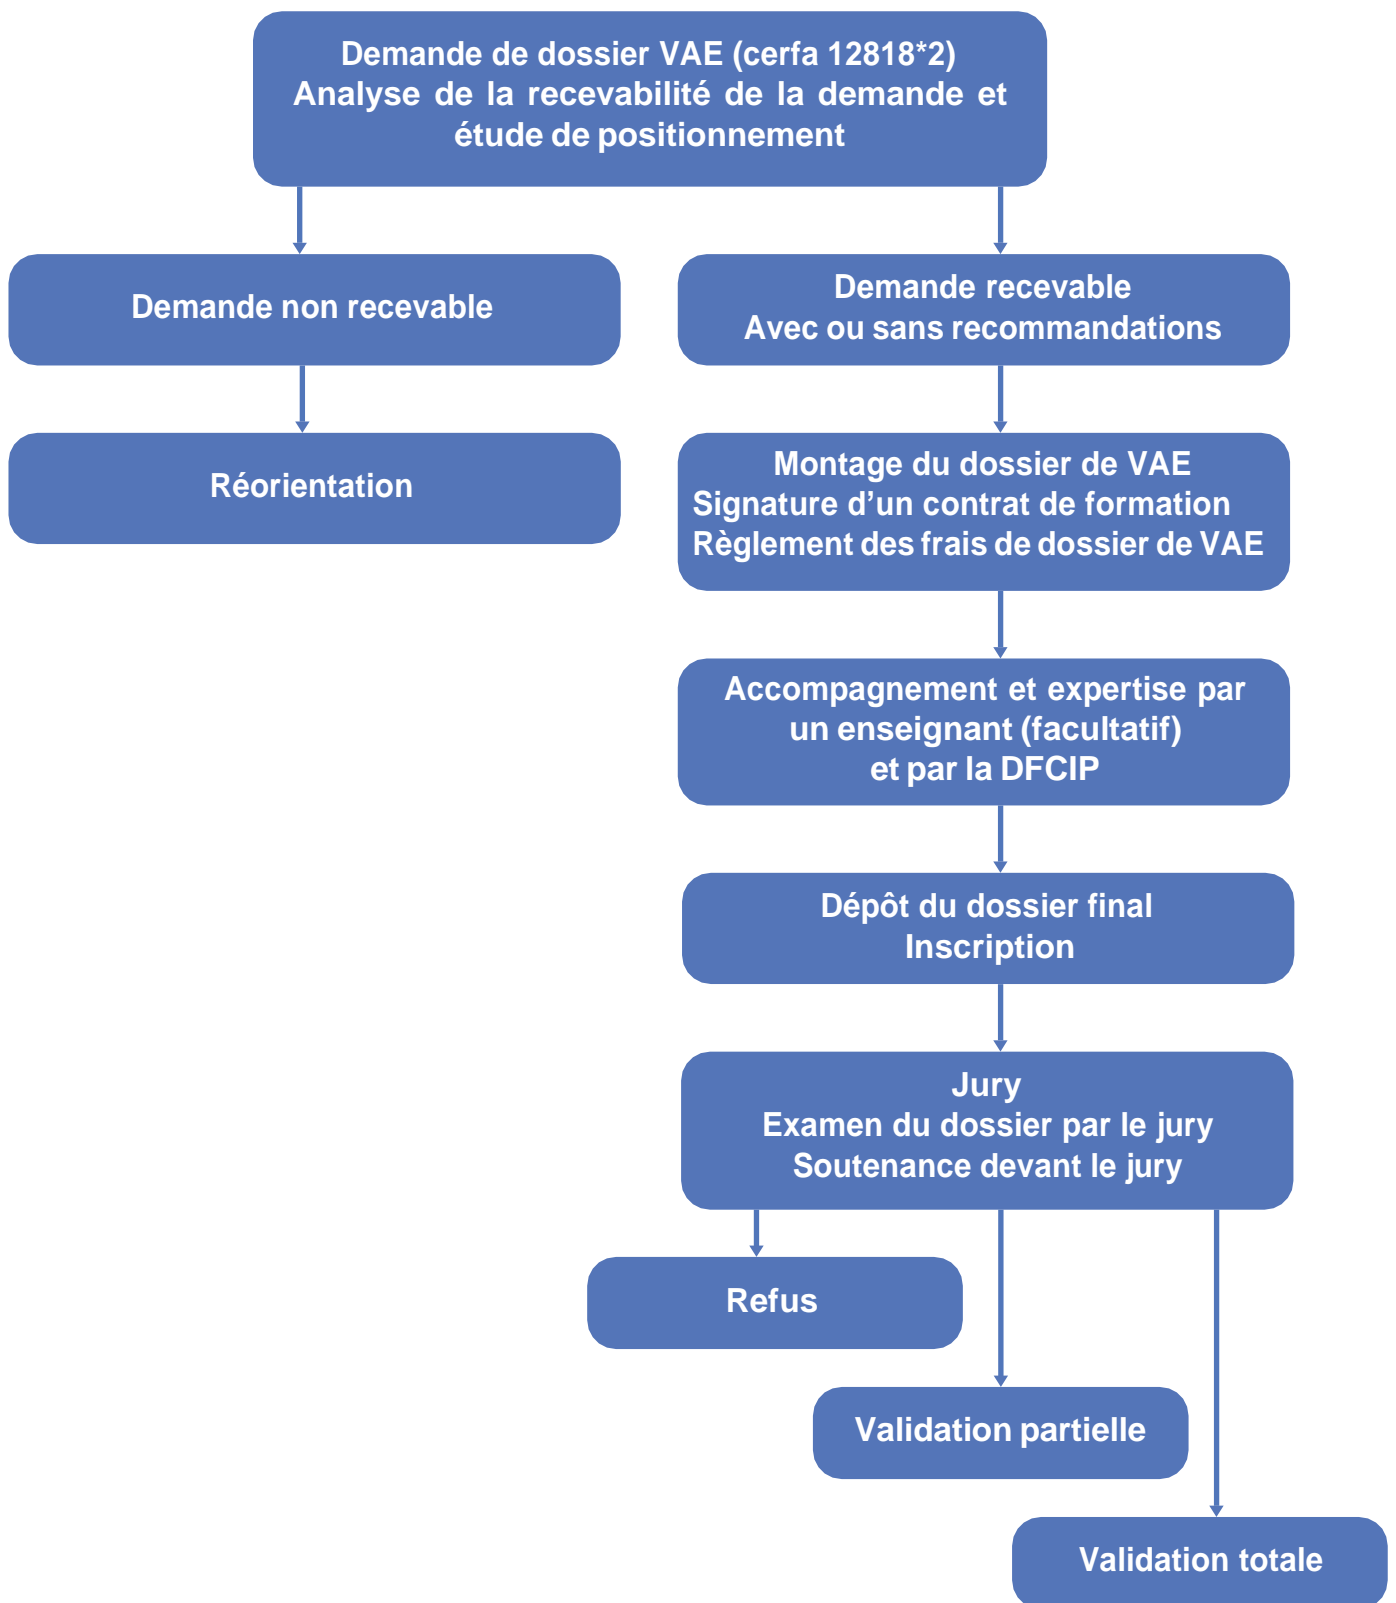 Demande de dossier VAE (cerfa 12818*2)
Analyse de la recevabilité de la demande et
étude de positionnement
Demande non recevable
Demande recevable
Avec ou sans recommandations
Réorientation
Montage du dossier de VAE
Signature d’un contrat de formation
Règlement des frais de dossier de VAE
Accompagnement et expertise par
un enseignant (facultatif)
et par la DFCIP
Dépôt du dossier final
Inscription
Jury
Examen du dossier par le jury
Soutenance devant le jury
Refus
Validation partielle
Validation totale